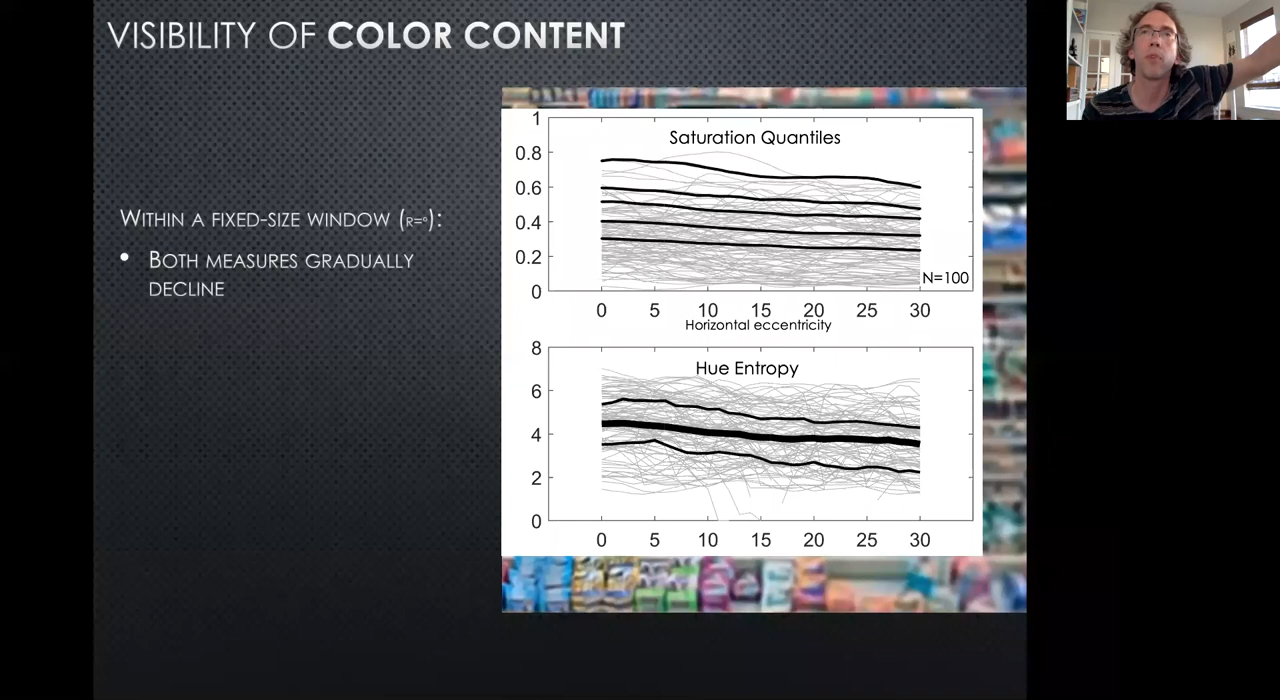 VISIBILITY OF COLOR CONTENT
WITHIN A FIXED-SIZE WINDOW (R=°):
• BOTH MEASURES GRADUALLY
DECLINE
1
0.8
0.6
0.4
0.2
0
Saturation Quantiles
N=100
0 5 10 15 20 25 30
Horizontal eccentricity
8
6
4
2
0
Hue Entropy
0 5 10 15 20 25 30